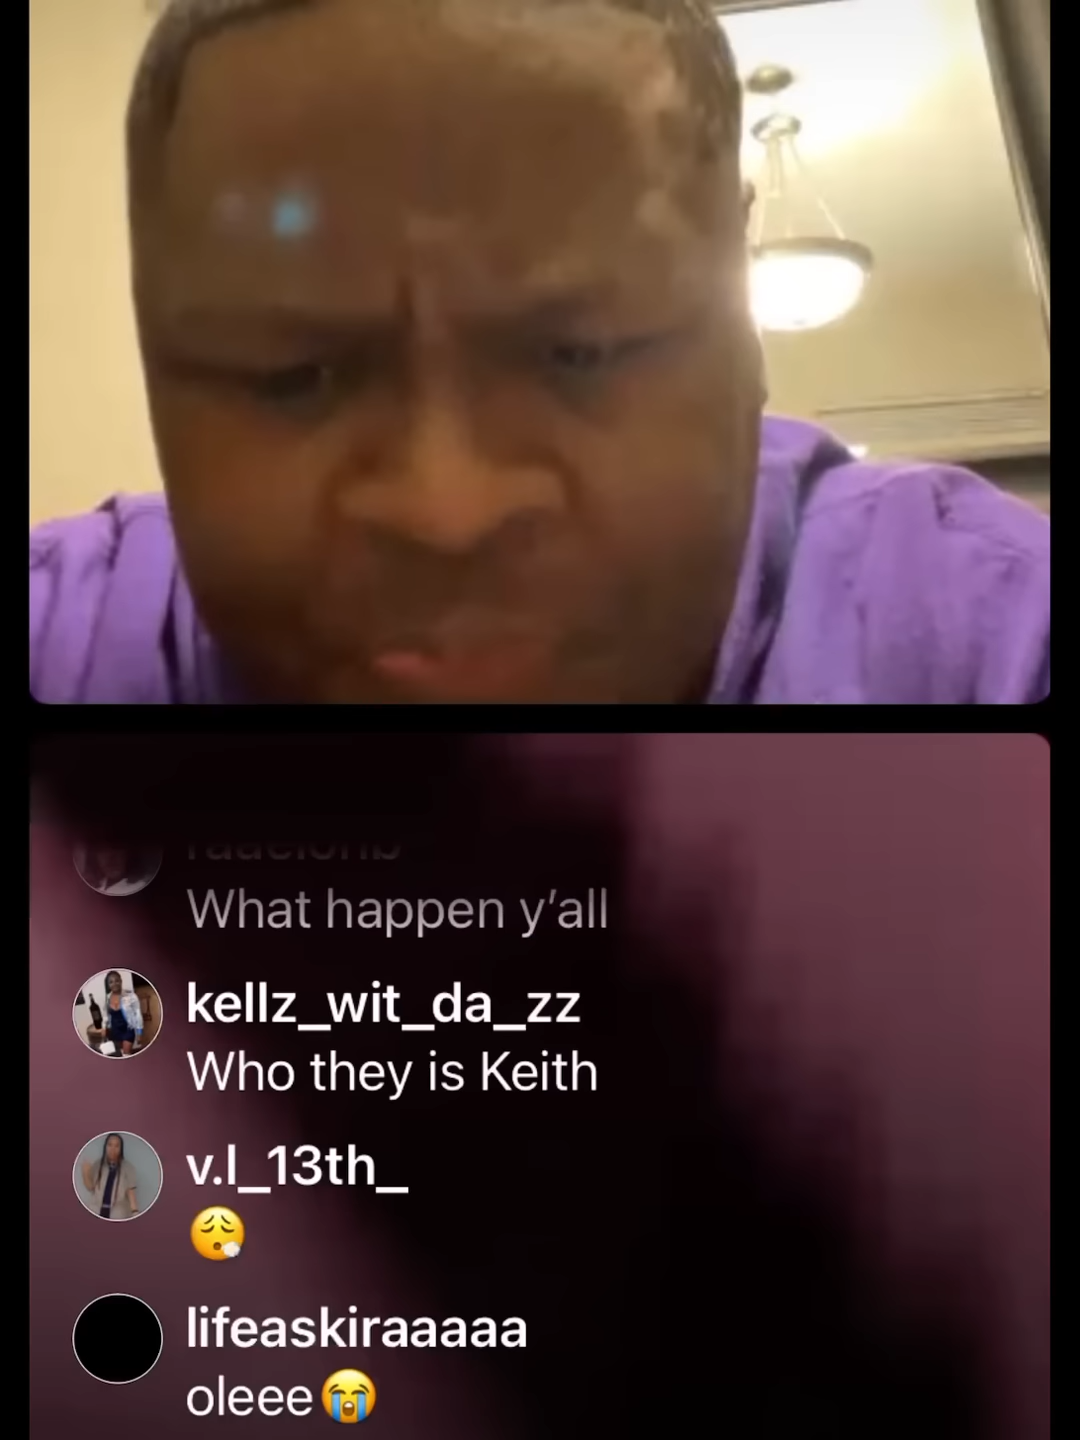 What happen y'all
kellz_wit_da_zz
Who they is Keith
v.l_13th_
😮‍💨
lifeaskiraaaaa
oleee😭